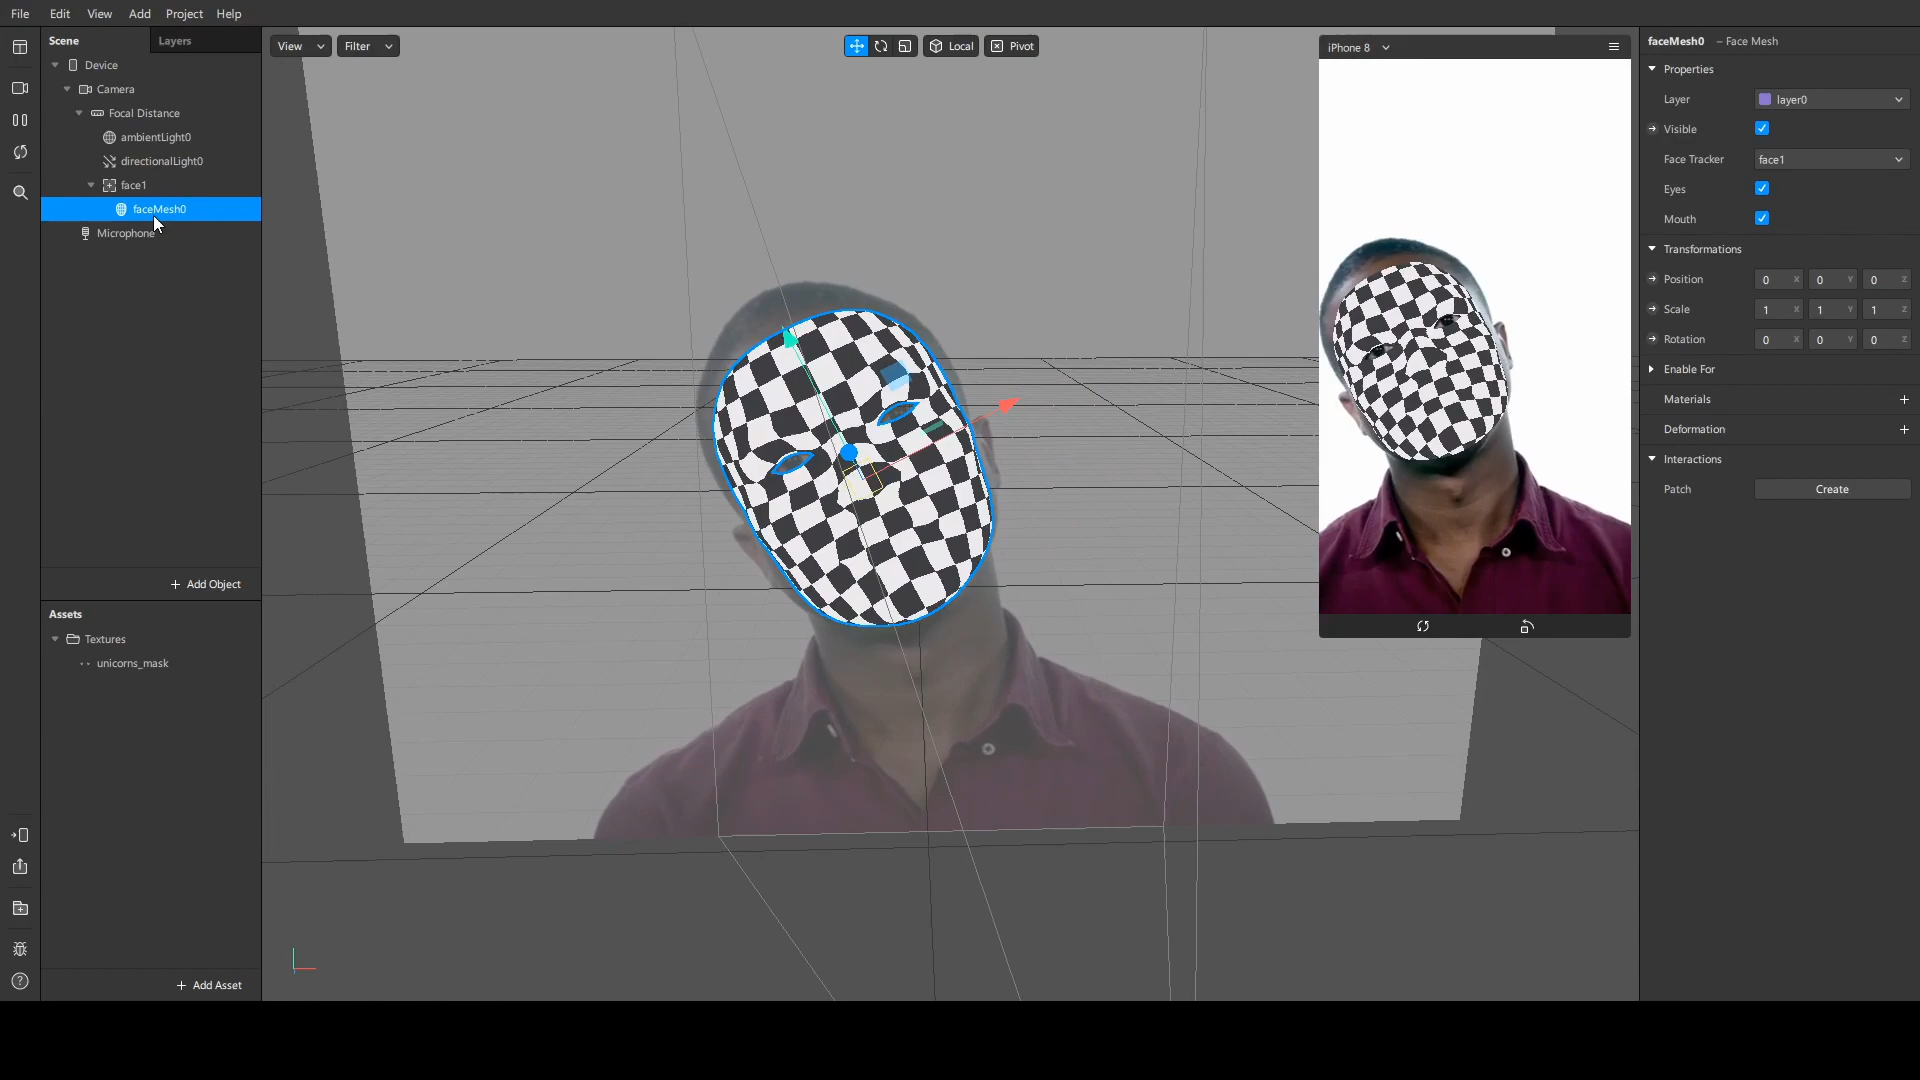 File Edit View Add Project Help
Scene Layers
Device
Camera
Focal Distance
ambientLight0
directionalLight0
face1
faceMesh0
Microphone
+ Add Object
Assets
Textures
unicorns_mask
+ Add Asset
View Filter
Local Pivot
iPhone 8
faceMesh0 – Face Mesh
Properties
Layer layer0
Visible
Face Tracker face1
Eyes
Mouth
Transformations
Position 0 X 0 Y 0 Z
Scale 1 X 1 Y 1 Z
Rotation 0 X 0 Y 0 Z
Enable For
Materials +
Deformation +
Interactions
Patch Create